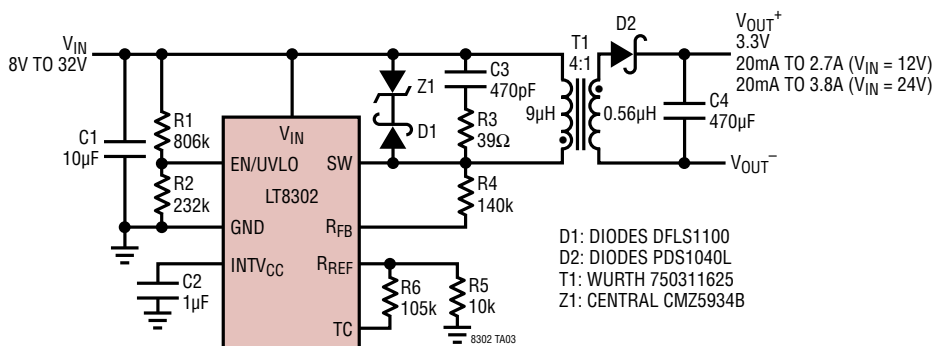 V_IN
8V TO 32V
C1
10µF
R1
806k
R2
232k
V_IN
EN/UVLO
SW
LT8302
GND
R_FB
INTV_CC
R_REF
TC
C2
1µF
Z1
D1
C3
470pF
R3
39Ω
R4
140k
R6
105k
R5
10k
8302 TA03
T1
4:1
9µH
0.56µH
D2
C4
470µF
V_OUT+
3.3V
20mA TO 2.7A (V_IN = 12V)
20mA TO 3.8A (V_IN = 24V)
V_OUT−
D1: DIODES DFLS1100
D2: DIODES PDS1040L
T1: WURTH 750311625
Z1: CENTRAL CMZ5934B